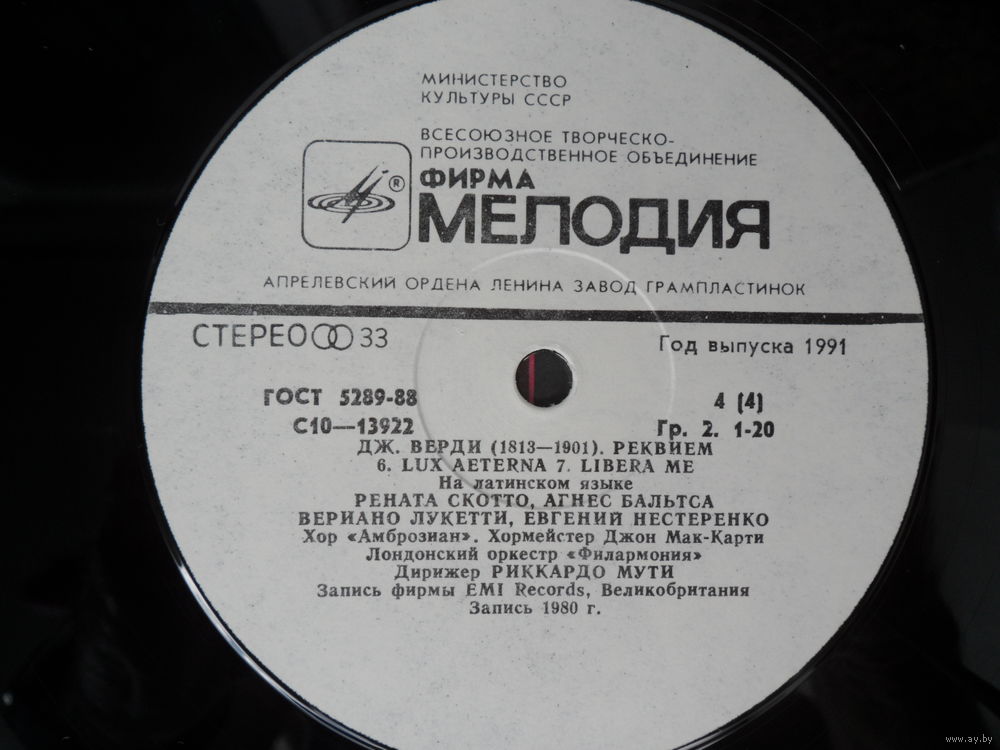 МИНИСТЕРСТВО
КУЛЬТУРЫ СССР
ВСЕСОЮЗНОЕ ТВОРЧЕСКО-
ПРОИЗВОДСТВЕННОЕ ОБЪЕДИНЕНИЕ
®
ФИРМА
МЕЛОДИЯ
АПРЕЛЕВСКИЙ ОРДЕНА ЛЕНИНА ЗАВОД ГРАМПЛАСТИНОК
СТЕРЕО 33
Год выпуска 1991
ГОСТ 5289-88 4 (4)
С10—13922 Гр. 2. 1-20
ДЖ. ВЕРДИ (1813—1901). РЕКВИЕМ
6. LUX AETERNA 7. LIBERA ME
На латинском языке
РЕНАТА СКОТТО, АГНЕС БАЛЬТСА
ВЕРИАНО ЛУКЕТТИ, ЕВГЕНИЙ НЕСТЕРЕНКО
Хор «Амброзиан». Хормейстер Джон Мак-Карти
Лондонский оркестр «Филармония»
Дирижер РИККАРДО МУТИ
Запись фирмы EMI Records, Великобритания
Запись 1980 г.
www.ay.by